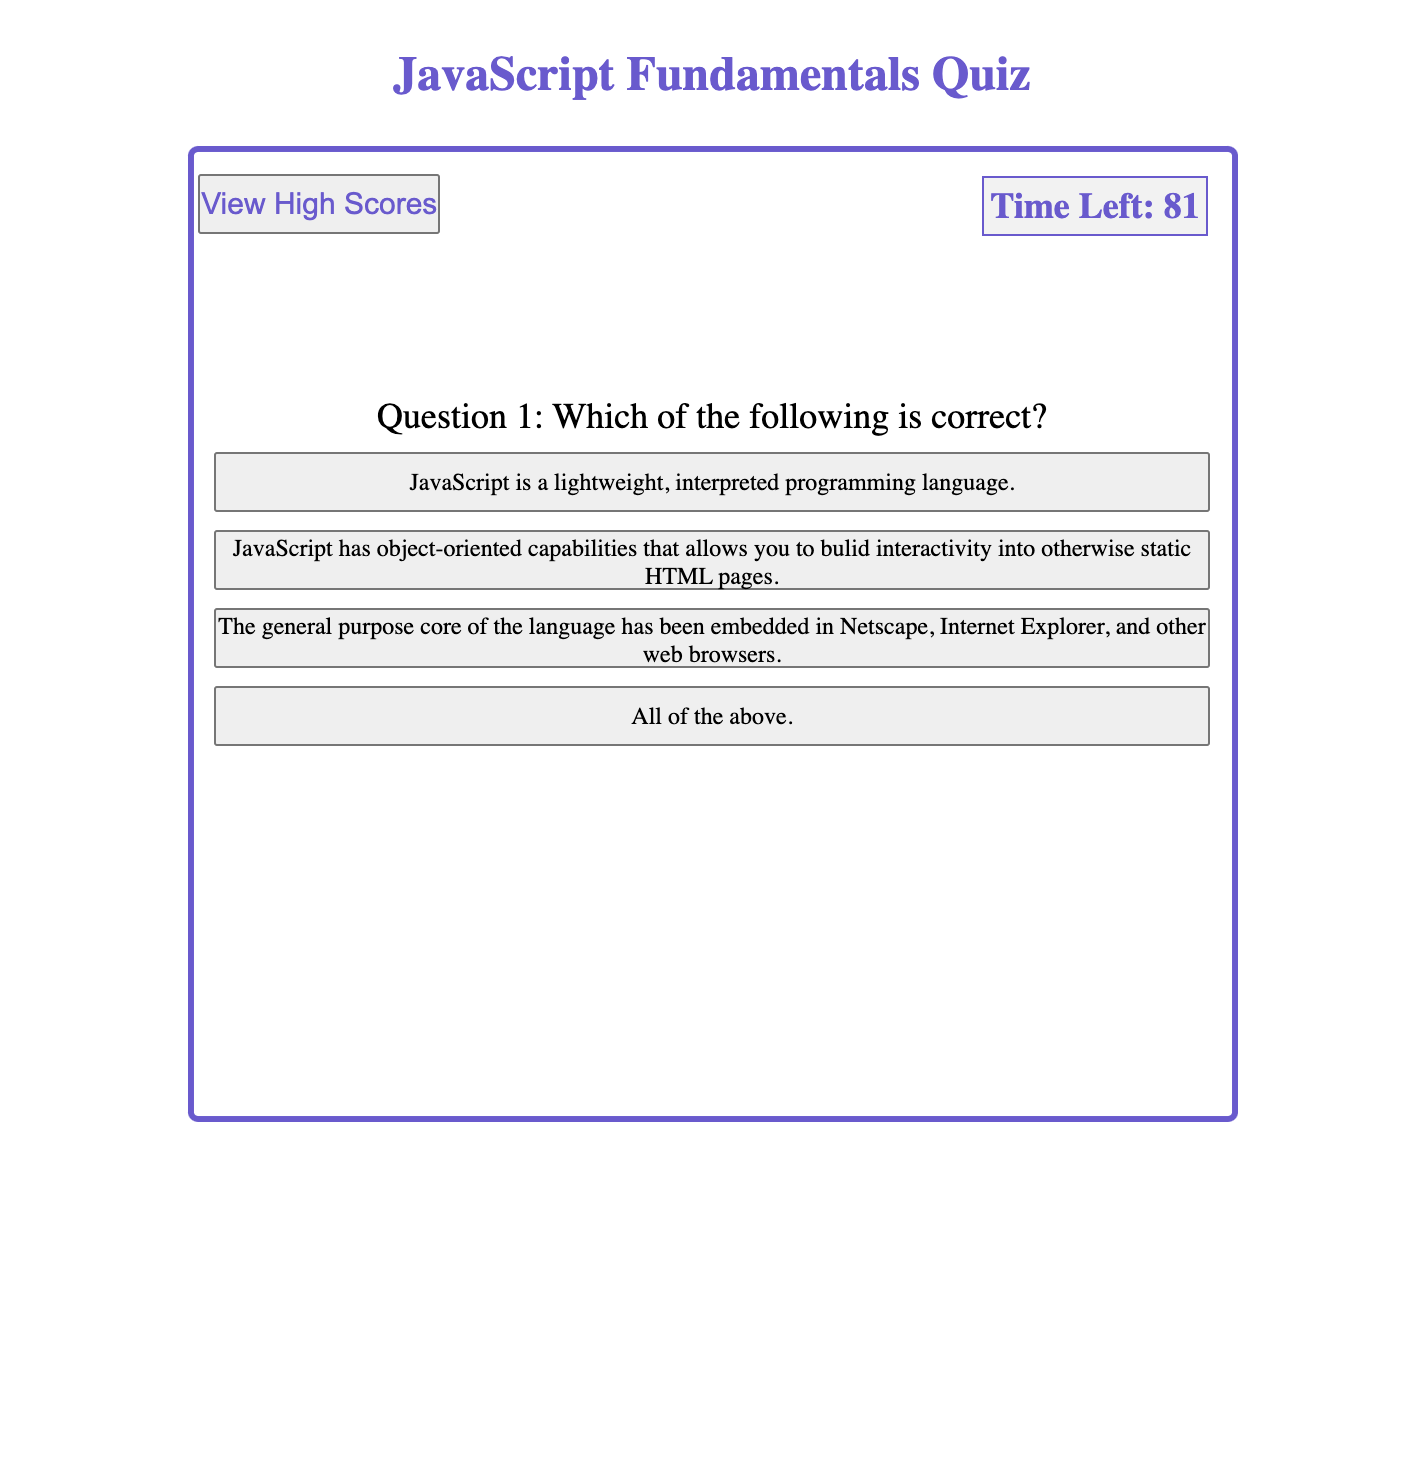 JavaScript Fundamentals Quiz
View High Scores
Time Left: 81
Question 1: Which of the following is correct?
JavaScript is a lightweight, interpreted programming language.
JavaScript has object-oriented capabilities that allows you to bulid interactivity into otherwise static
HTML pages.
The general purpose core of the language has been embedded in Netscape, Internet Explorer, and other
web browsers.
All of the above.